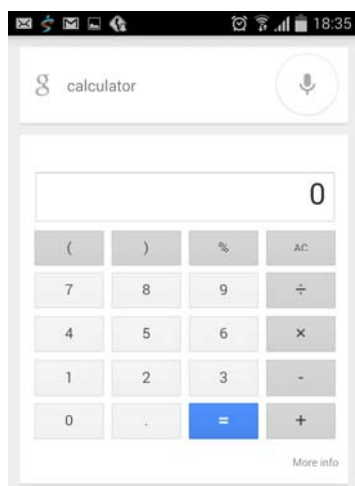 18:35
g calculator
0
( ) % AC
7 8 9 ÷
4 5 6 ×
1 2 3 -
0 . = +
More info